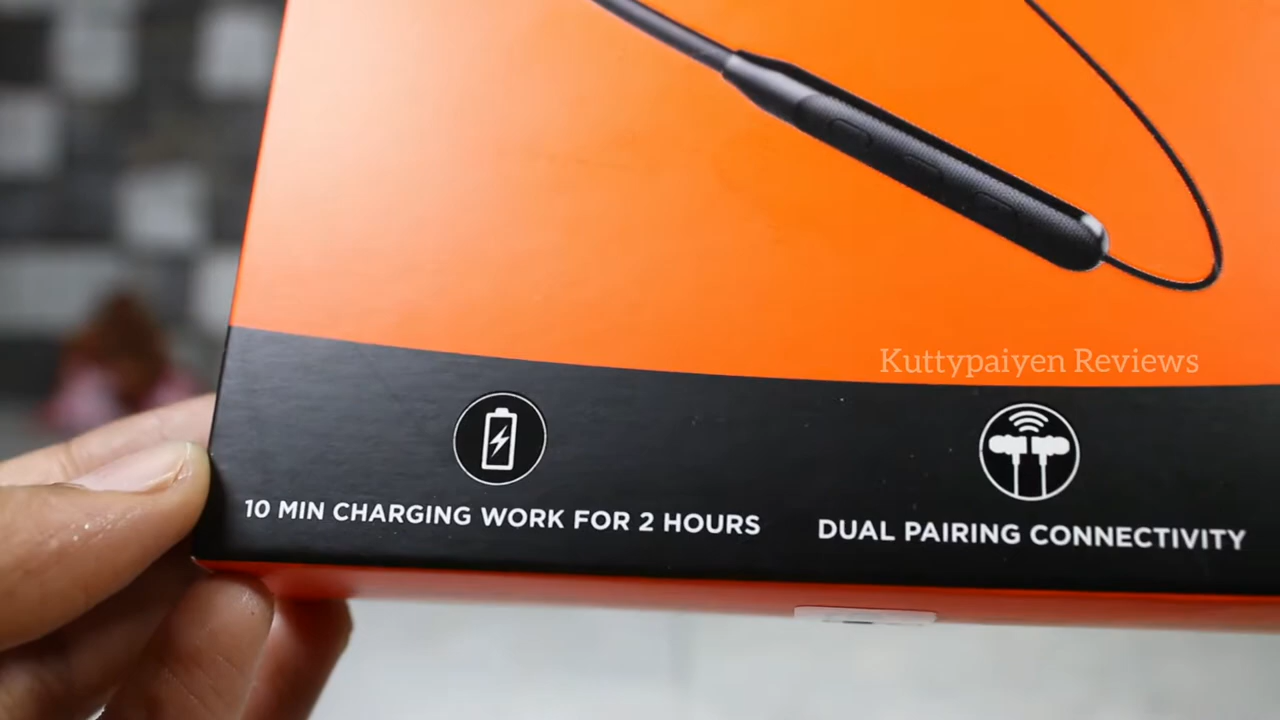 Kuttypaiyen Reviews
10 MIN CHARGING WORK FOR 2 HOURS
DUAL PAIRING CONNECTIVITY